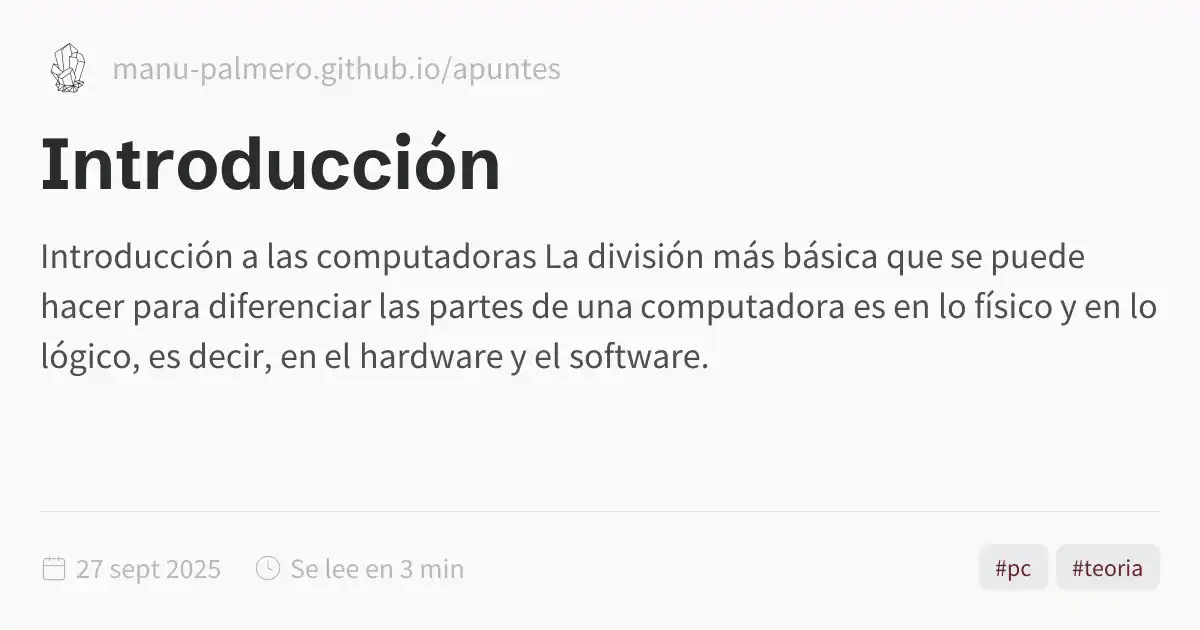 manu-palmero.github.io/apuntes
Introducción
Introducción a las computadoras La división más básica que se puede
hacer para diferenciar las partes de una computadora es en lo físico y en lo
lógico, es decir, en el hardware y el software.
27 sept 2025 Se lee en 3 min #pc #teoria